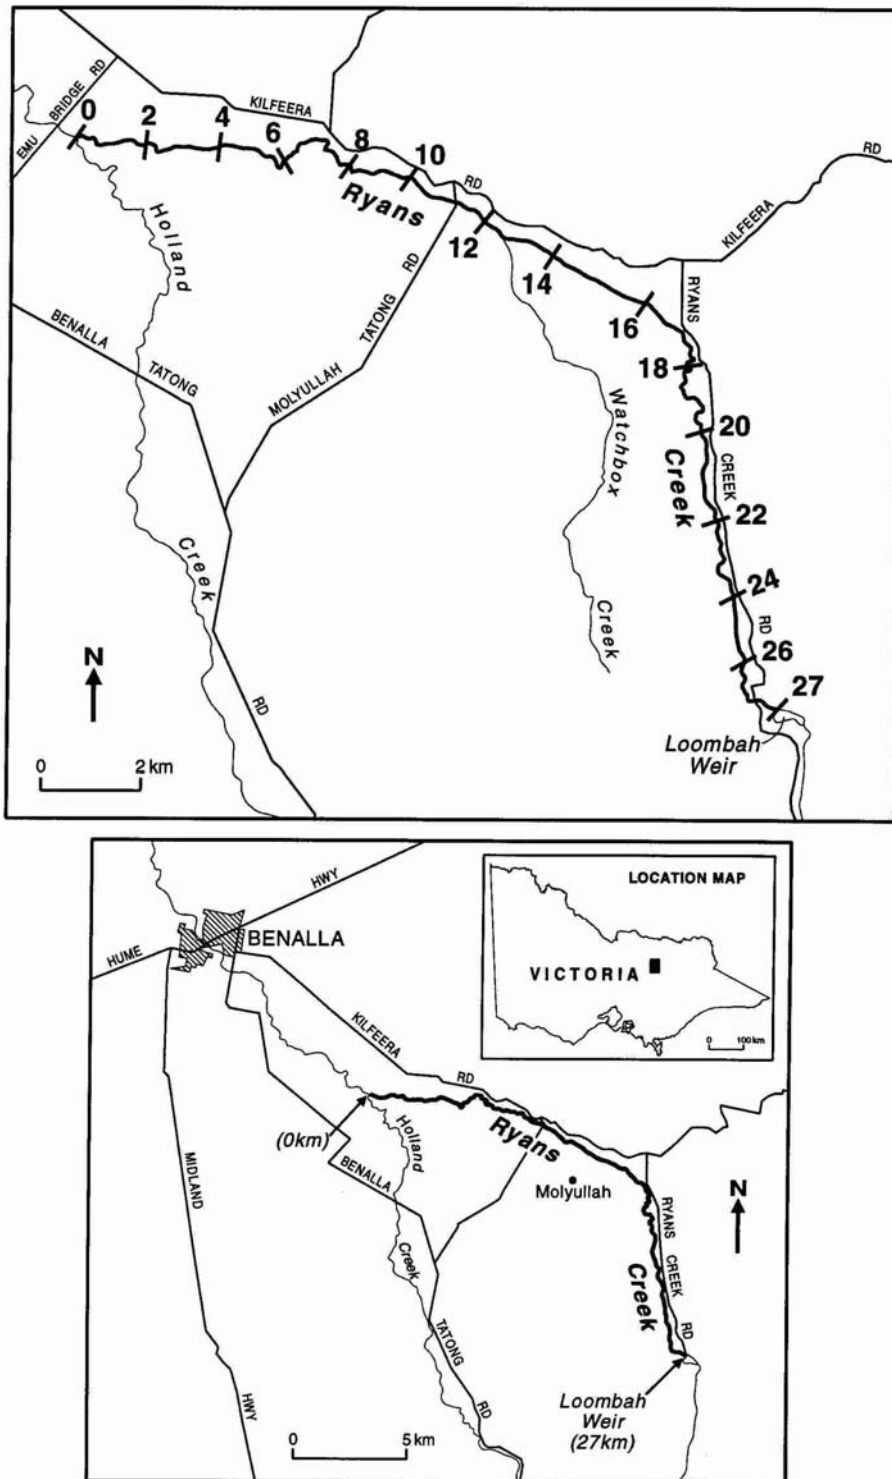 KILFEERA
EMU BRIDGE RD
0
2
4
6
8
10
RD
Ryans
12
14
16
KILFEERA
RD
RYANS
18
20
CREEK
Creek
22
24
RD
26
27
Loombah
Weir
Holland
Creek
BENALLA
TATONG
RD
MOLYULLAH
TATONG
RD
Watchbox
Creek
N
0 2 km
HWY
BENALLA
HUME
KILFEERA
RD
(0km)
Holland
Creek
BENALLA
TATONG
RD
MIDLAND
HWY
Ryans
Molyullah
N
RYANS
CREEK
RD
Creek
Loombah
Weir
(27km)
0 5 km
LOCATION MAP
VICTORIA
0 100 km